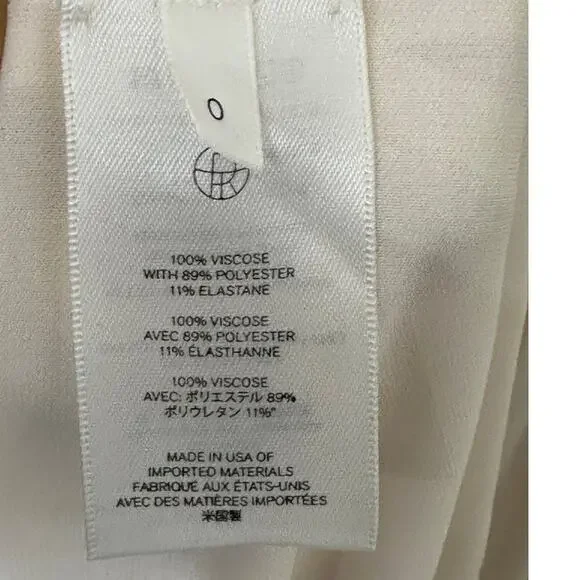 0
100% VISCOSE
WITH 89% POLYESTER
11% ELASTANE
100% VISCOSE
AVEC 89% POLYESTER
11% ÉLASTHANNE
100% VISCOSE
AVEC: ポリエステル 89%
ポリウレタン 11%"
MADE IN USA OF
IMPORTED MATERIALS
FABRIQUÉ AUX ÉTATS-UNIS
AVEC DES MATIÈRES IMPORTÉES
米国製